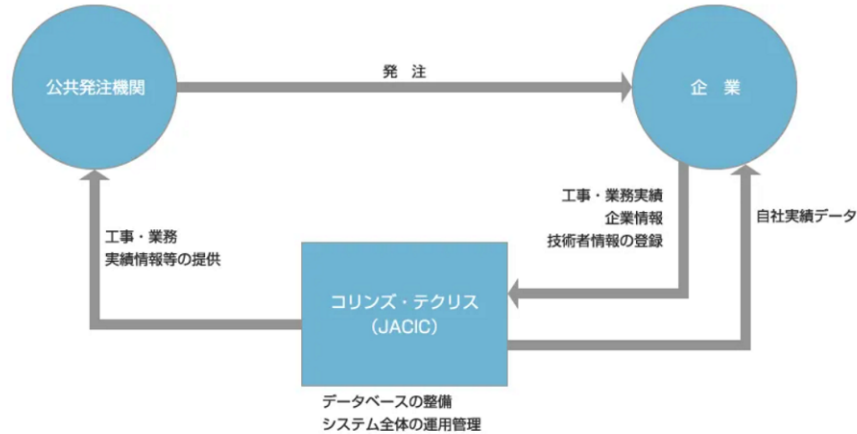 発　注
公共発注機関
企　業
工事・業務実績
企業情報
技術者情報の登録
自社実績データ
工事・業務
実績情報等の提供
コリンズ・テクリス
（JACIC）
データベースの整備
システム全体の運用管理